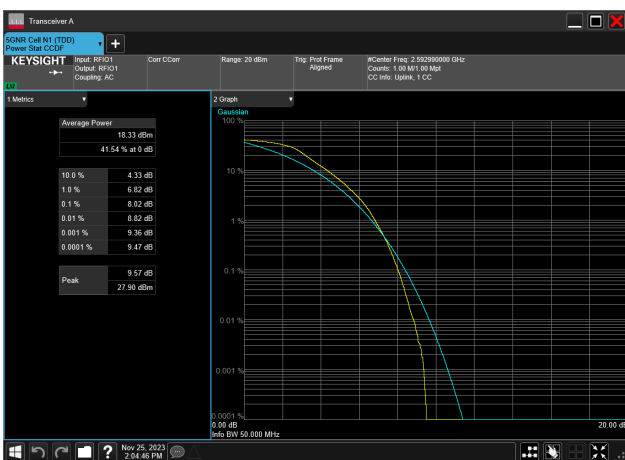 Transceiver A
5GNR Cell N1 (TDD)
Power Stat CCDF
KEYSIGHT
Input: RFIO1
Output: RFIO1
Coupling: AC
Corr CCorr
Range: 20 dBm
Trig: Prot Frame
Aligned
#Center Freq: 2.592990000 GHz
Counts: 1.00 M/1.00 Mpt
CC Info: Uplink, 1 CC
LXI
1 Metrics
Average Power
18.33 dBm
41.54 % at 0 dB
10.0 % 4.33 dB
1.0 % 6.82 dB
0.1 % 8.02 dB
0.01 % 8.82 dB
0.001 % 9.36 dB
0.0001 % 9.47 dB
Peak
9.57 dB
27.90 dBm
2 Graph
Gaussian
100 %
10 %
1 %
0.1 %
0.01 %
0.001 %
0.0001 %
0.00 dB
20.00 dB
Info BW 50.000 MHz
Nov 25, 2023
2:04:46 PM